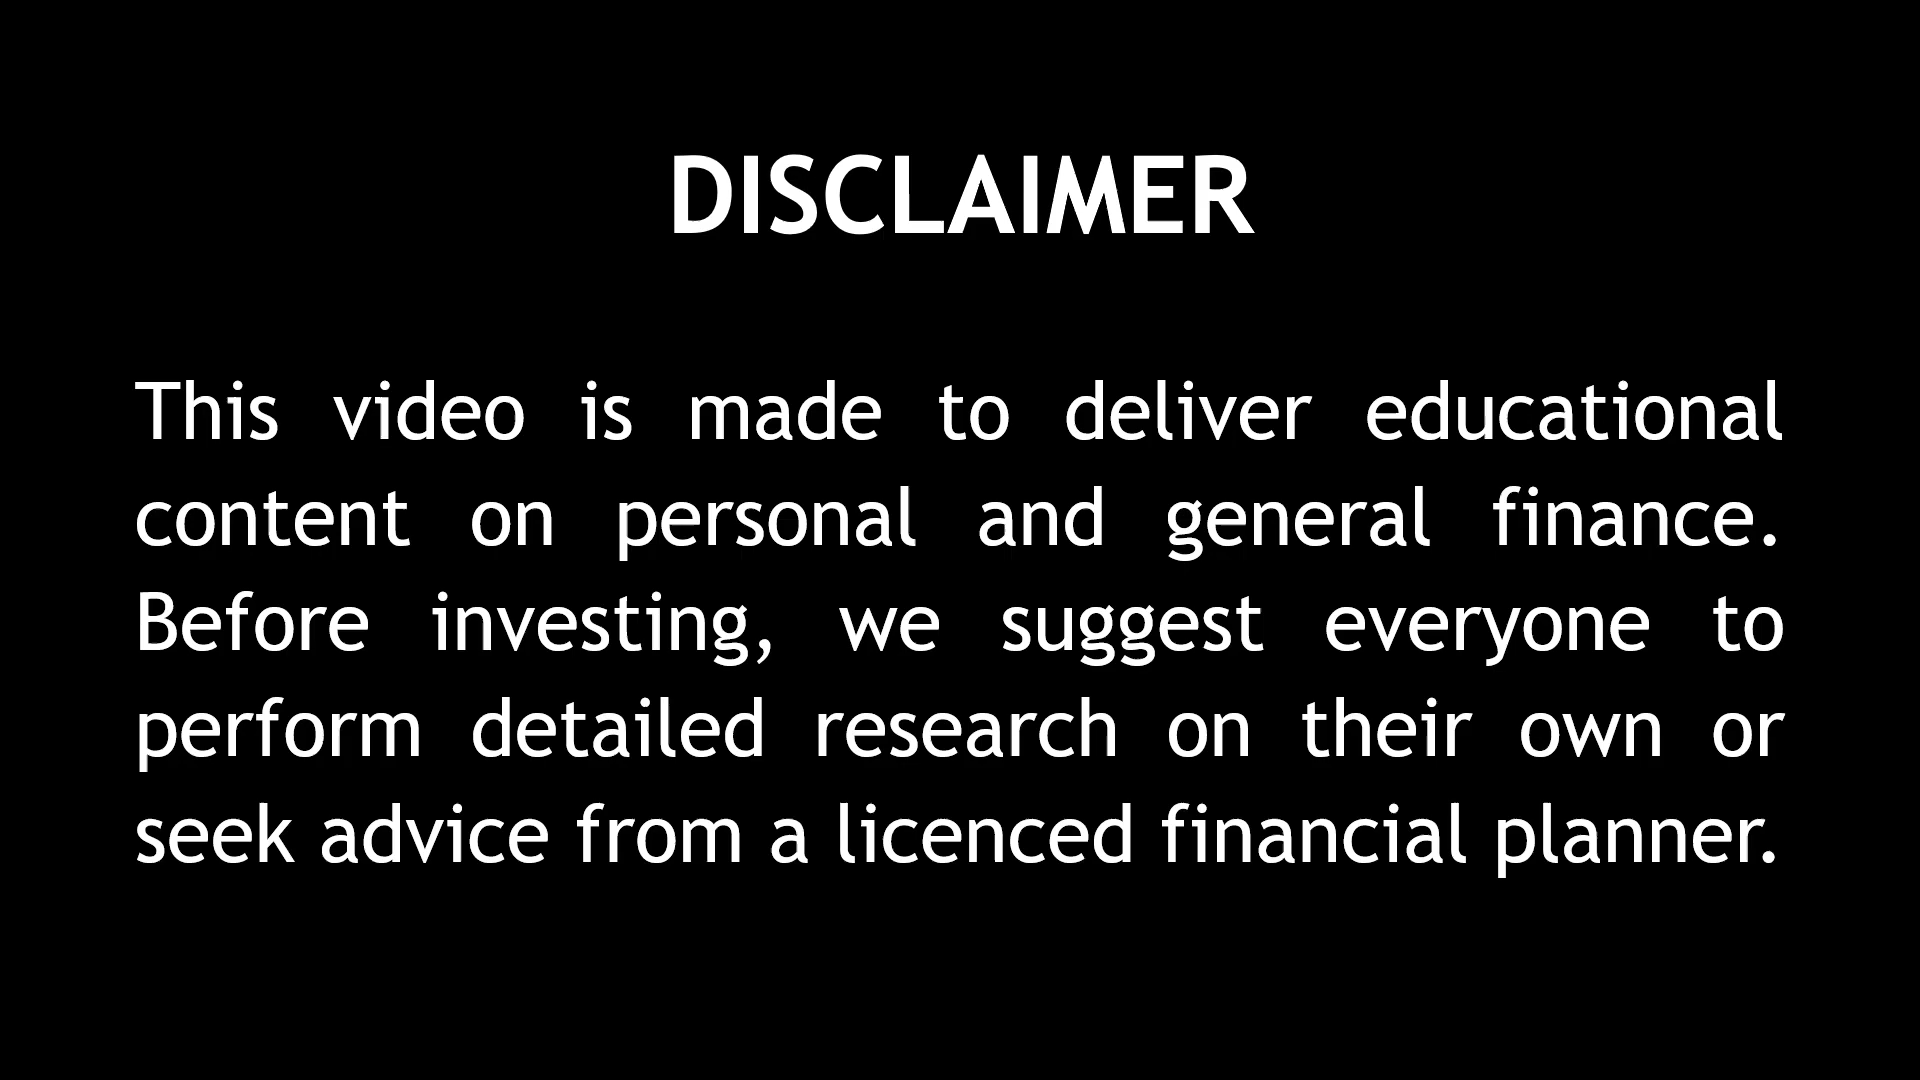 DISCLAIMER
This video is made to deliver educational
content on personal and general finance.
Before investing, we suggest everyone to
perform detailed research on their own or
seek advice from a licenced financial planner.